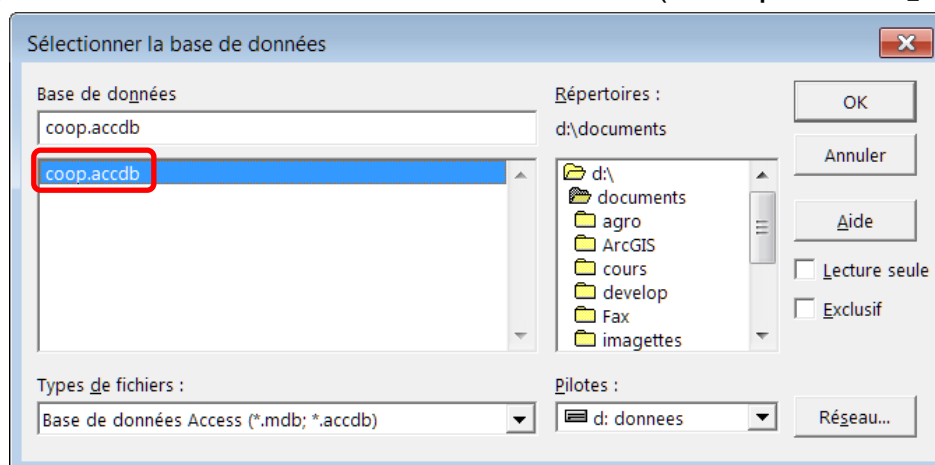 Sélectionner la base de données
Base de données
coop.accdb
coop.accdb
Types de fichiers :
Base de données Access (*.mdb; *.accdb)
Répertoires :
d:\documents
d:\
documents
agro
ArcGIS
cours
develop
Fax
imagettes
Pilotes :
d: donnees
OK
Annuler
Aide
Lecture seule
Exclusif
Réseau...